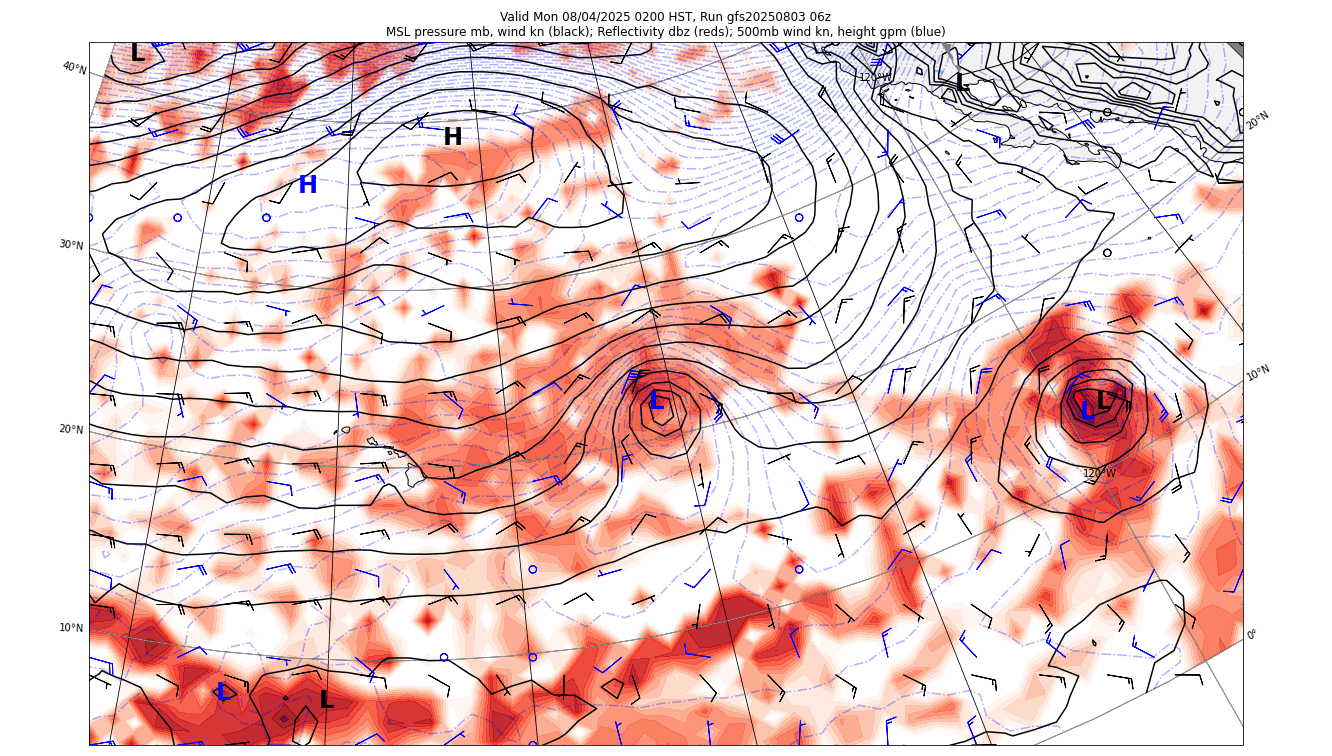 Valid Mon 08/04/2025 0200 HST, Run gfs20250803 06z
MSL pressure mb, wind kn (black); Reflectivity dbz (reds); 500mb wind kn, height gpm (blue)
L
40°N
120°W
L
20°N
H
H
30°N
10°N
L
L
L
20°N
120°W
10°N
0°
L
L